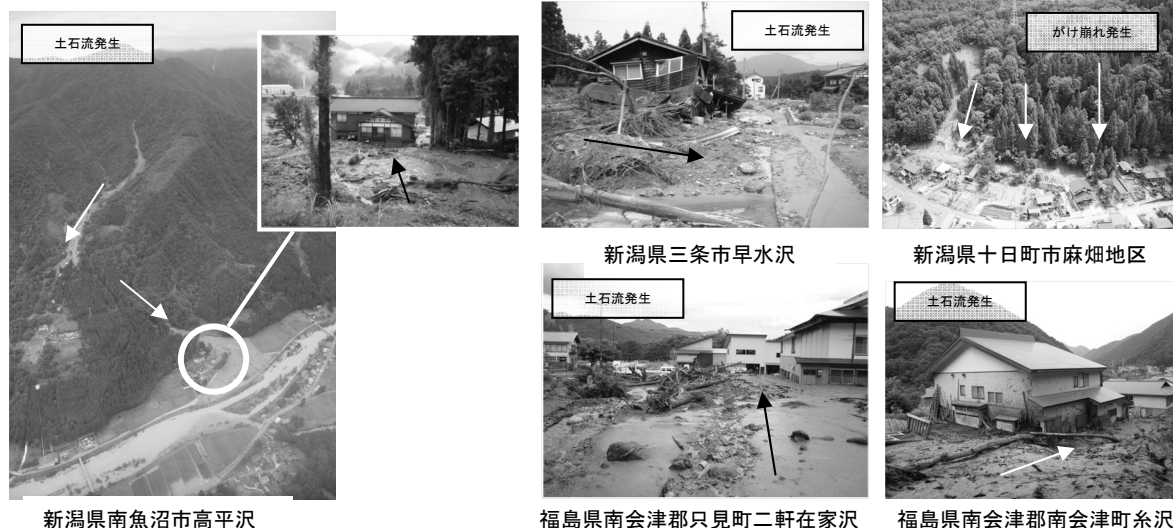 土石流発生
新潟県南魚沼市高平沢
土石流発生
新潟県三条市早水沢
がけ崩れ発生
新潟県十日町市麻畑地区
土石流発生
福島県南会津郡只見町二軒在家沢
土石流発生
福島県南会津郡南会津町糸沢